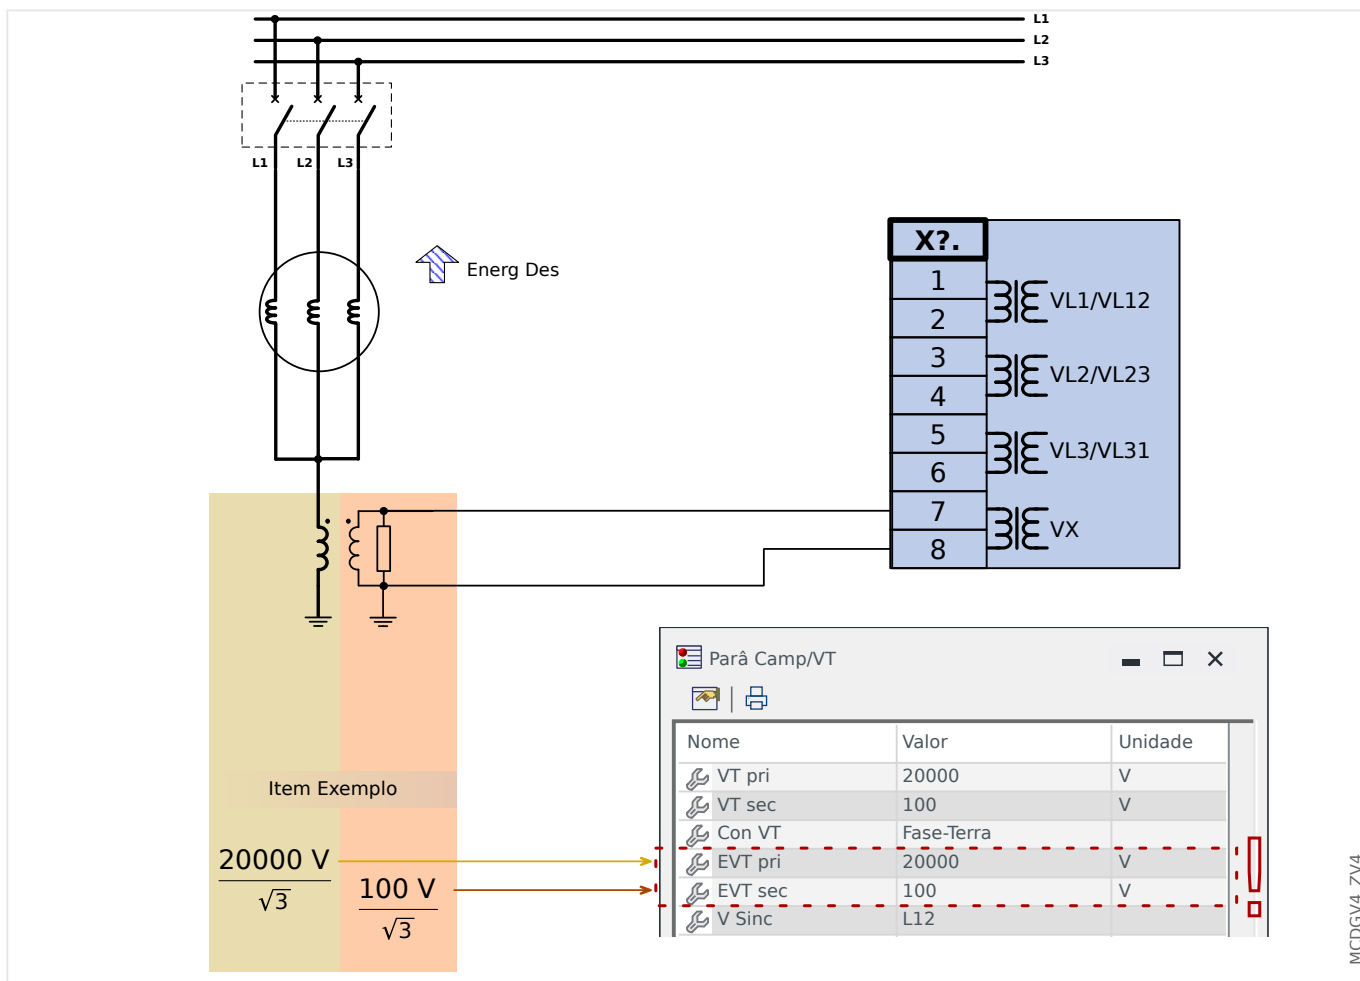 L1
L2
L3
L1 L2 L3
Energ Des
X?.
1
2
3
4
5
6
7
8
VL1/VL12
VL2/VL23
VL3/VL31
VX
Parâ Camp/VT
Nome Valor Unidade
VT pri 20000 V
VT sec 100 V
Con VT Fase-Terra
EVT pri 20000 V
EVT sec 100 V
V Sinc L12
Item Exemplo
20000 V
√3
100 V
√3
MCDGV4_ZV4